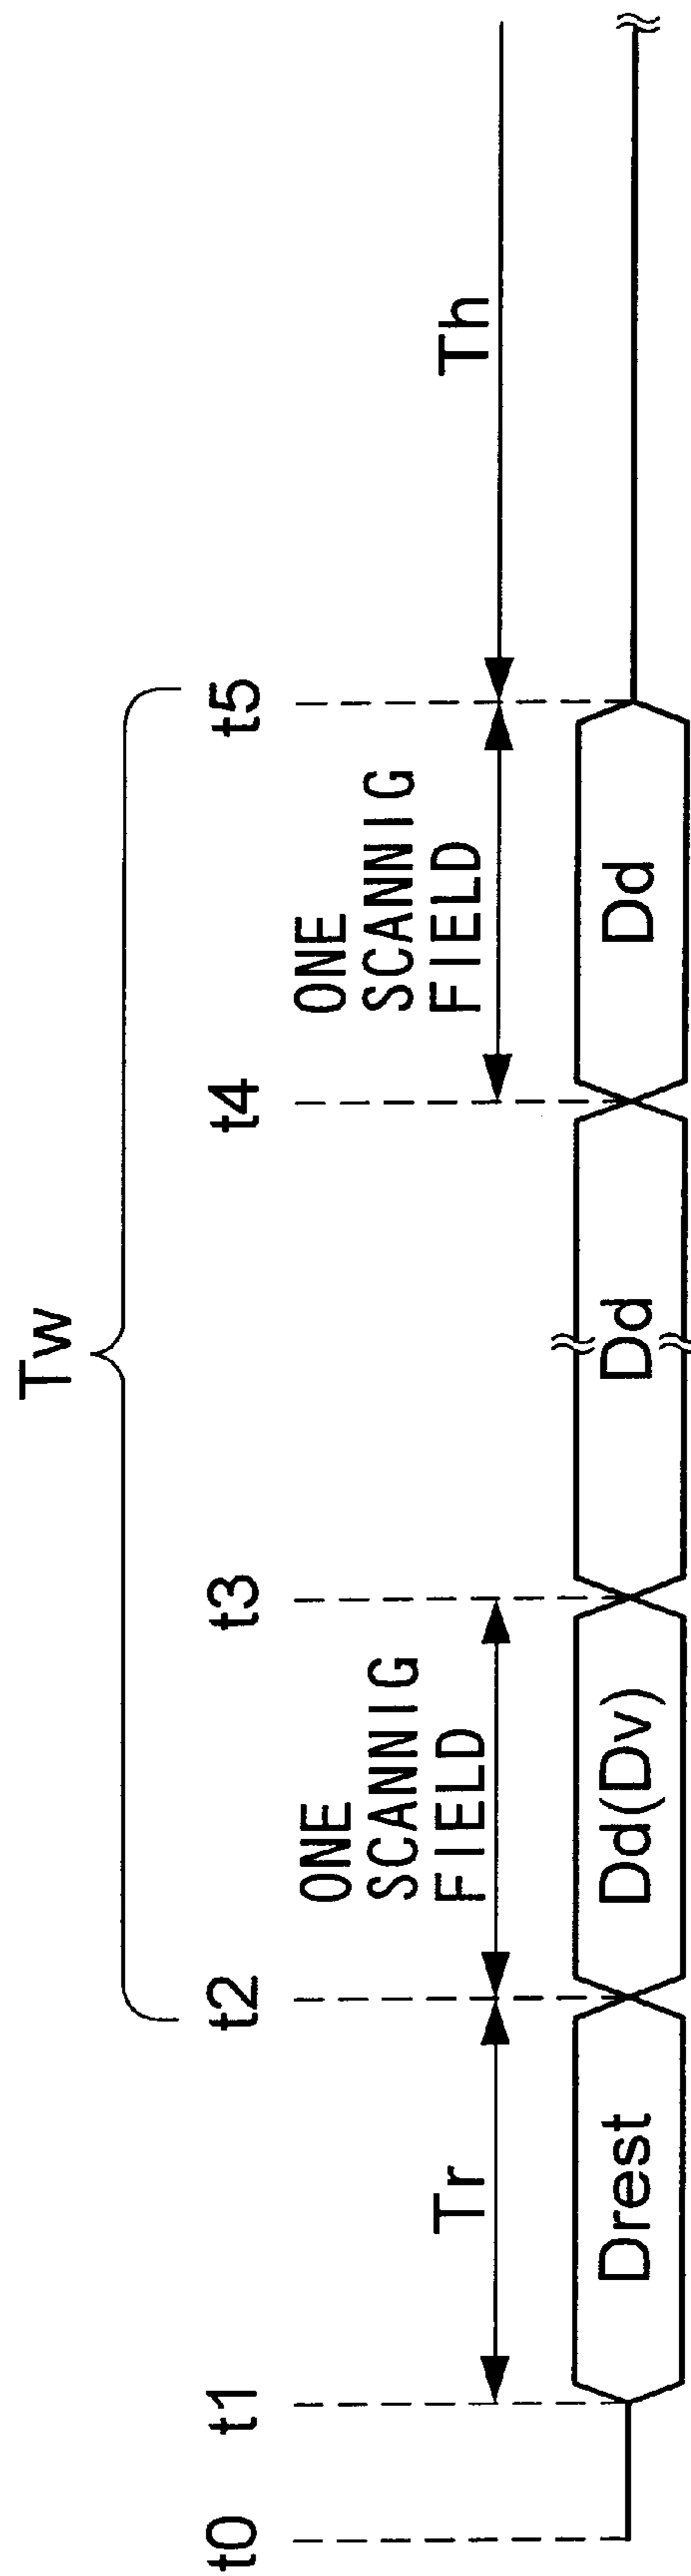 Tw
t0 t1 t2 t3 t4 t5
ONE
SCANNIG
FIELD
ONE
SCANNIG
FIELD
Tr
Th
Drest Dd(Dv) Dd Dd